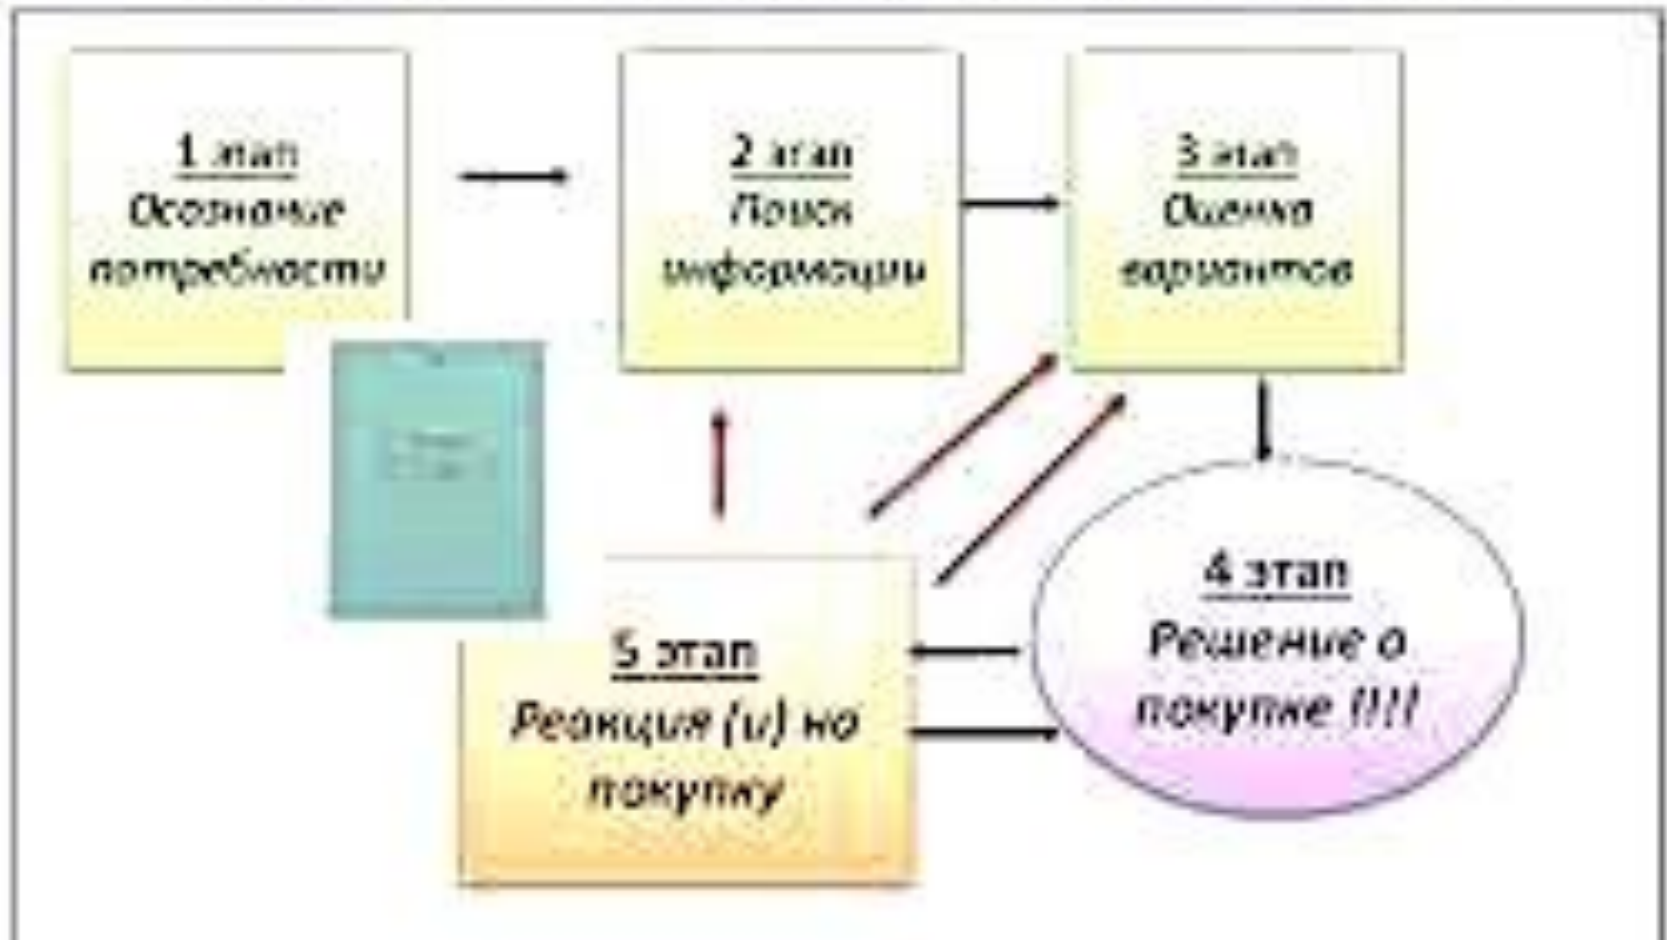 1 этап
Осознание
потребности
2 этап
Поиск
информации
3 этап
Оценка
вариантов
4 этап
Решение о
покупке !!!!
5 этап
Реакция (и) на
покупку